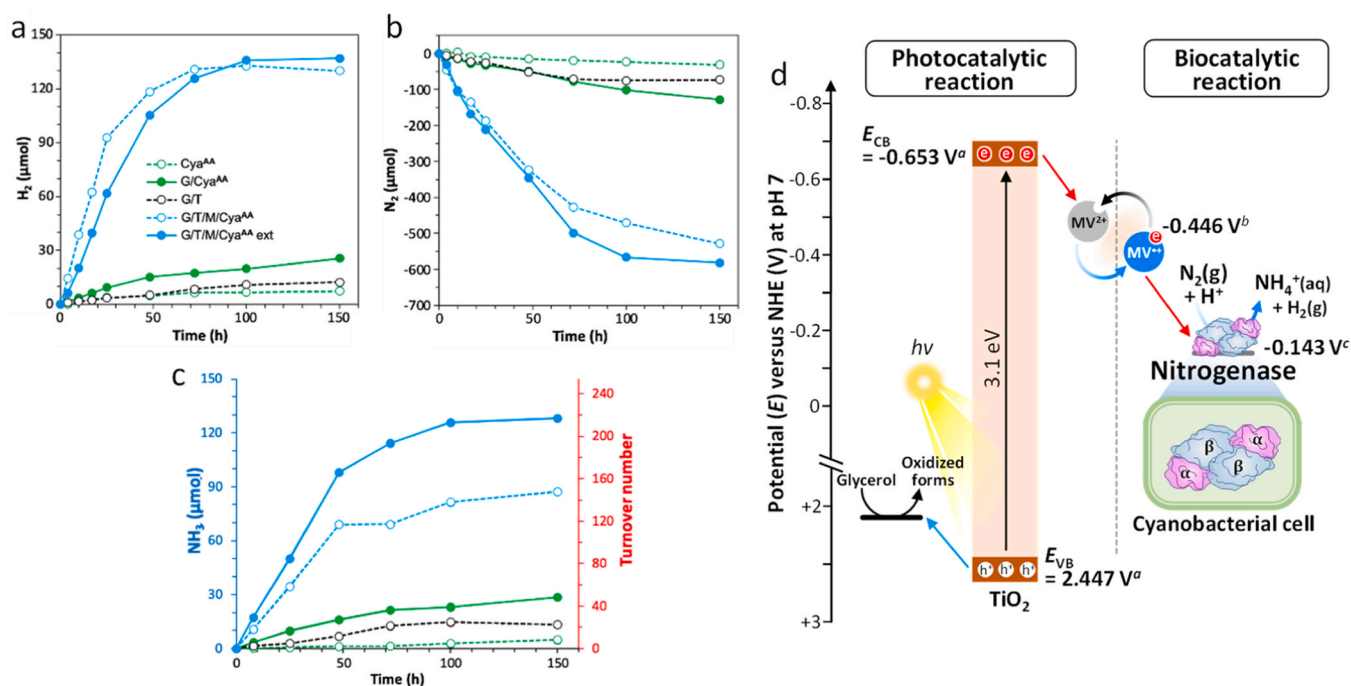 a
150
120
90
60
30
0
H₂ (µmol)
Cyaᴬᴬ
G/Cyaᴬᴬ
G/T
G/T/M/Cyaᴬᴬ
G/T/M/Cyaᴬᴬ ext
0 50 100 150
Time (h)
b
0
-100
-200
-300
-400
-500
-600
-700
N₂ (µmol)
0 50 100 150
Time (h)
c
150
120
90
60
30
0
NH₃ (µmol)
240
200
160
120
80
40
0
Turnover number
0 50 100 150
Time (h)
d
Photocatalytic
reaction
Biocatalytic
reaction
Potential (E) versus NHE (V) at pH 7
-0.8
-0.6
-0.4
-0.2
0
+2
+3
E_CB
= -0.653 Vᵃ
e e e
3.1 eV
hν
Glycerol
Oxidized
forms
h⁺ h⁺ h⁺
TiO₂
E_VB
= 2.447 Vᵃ
MV²⁺
e
MV•⁺
-0.446 Vᵇ
N₂(g)
+ H⁺
NH₄⁺(aq)
+ H₂(g)
-0.143 Vᶜ
Nitrogenase
α
β
β
α
Cyanobacterial cell